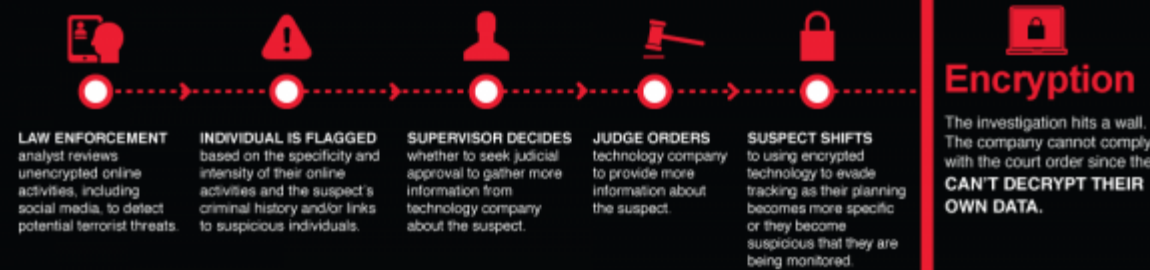 LAW ENFORCEMENT
analyst reviews
unencrypted online
activities, including
social media, to detect
potential terrorist threats.
INDIVIDUAL IS FLAGGED
based on the specificity and
intensity of their online
activities and the suspect's
criminal history and/or links
to suspicious individuals.
SUPERVISOR DECIDES
whether to seek judicial
approval to gather more
information from
technology company
about the suspect.
JUDGE ORDERS
technology company
to provide more
information about
the suspect.
SUSPECT SHIFTS
to using encrypted
technology to evade
tracking as their planning
becomes more specific
or they become
suspicious that they are
being monitored.
Encryption
The investigation hits a wall.
The company cannot comply
with the court order since the
CAN'T DECRYPT THEIR
OWN DATA.